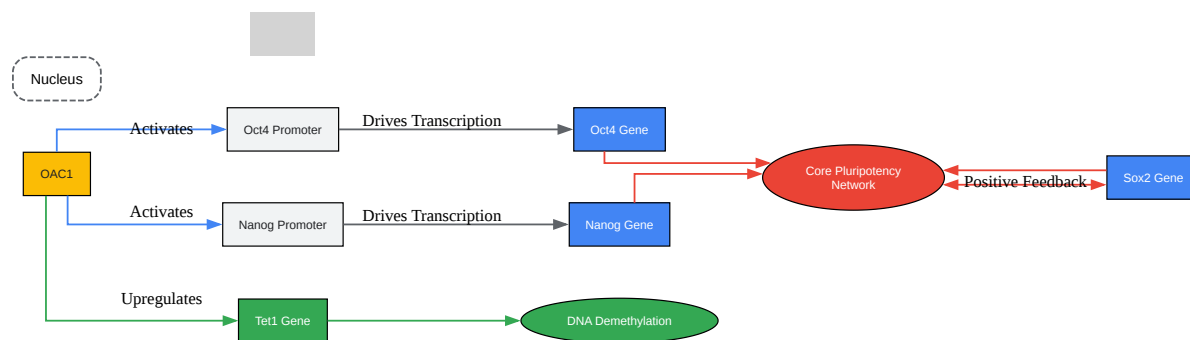 Nucleus
Activates
Oct4 Promoter
Drives Transcription
Oct4 Gene
OAC1
Core Pluripotency
Network
Positive Feedback
Sox2 Gene
Activates
Nanog Promoter
Drives Transcription
Nanog Gene
Upregulates
Tet1 Gene
DNA Demethylation